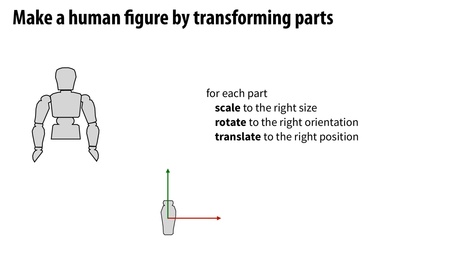 Make a human figure by transforming parts
for each part
scale to the right size
rotate to the right orientation
translate to the right position